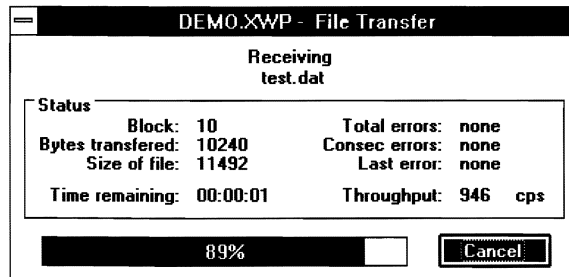 DEMO.XWP - File Transfer
Receiving
test.dat
Status
Block: 10 Total errors: none
Bytes transfered: 10240 Consec errors: none
Size of file: 11492 Last error: none
Time remaining: 00:00:01 Throughput: 946 cps
89% Cancel